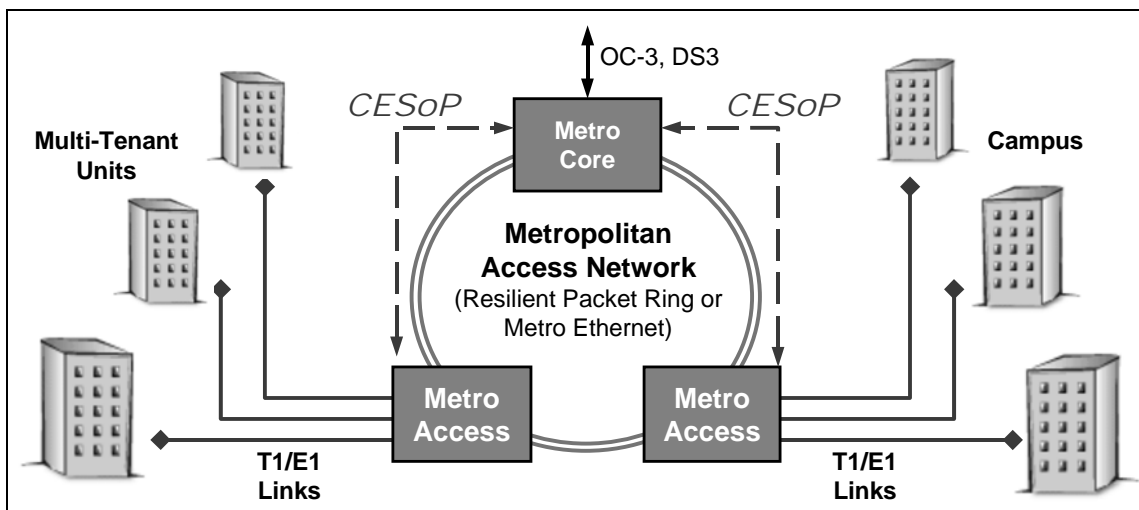 OC-3, DS3
CESoP
CESoP
Metro
Core
Multi-Tenant
Units
Campus
Metropolitan
Access Network
(Resilient Packet Ring or
Metro Ethernet)
Metro
Access
Metro
Access
T1/E1
Links
T1/E1
Links